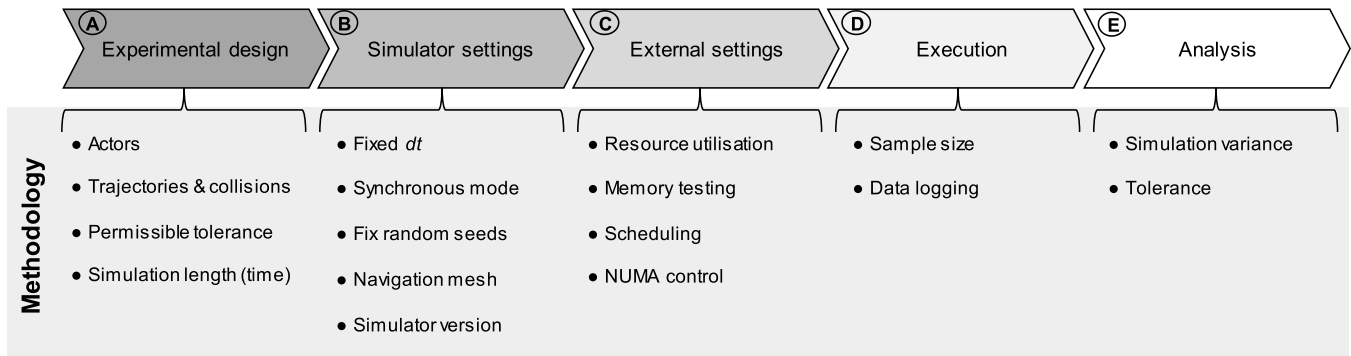 A
Experimental design
B
Simulator settings
C
External settings
D
Execution
E
Analysis
Methodology
● Actors
● Trajectories & collisions
● Permissible tolerance
● Simulation length (time)
● Fixed dt
● Synchronous mode
● Fix random seeds
● Navigation mesh
● Simulator version
● Resource utilisation
● Memory testing
● Scheduling
● NUMA control
● Sample size
● Data logging
● Simulation variance
● Tolerance